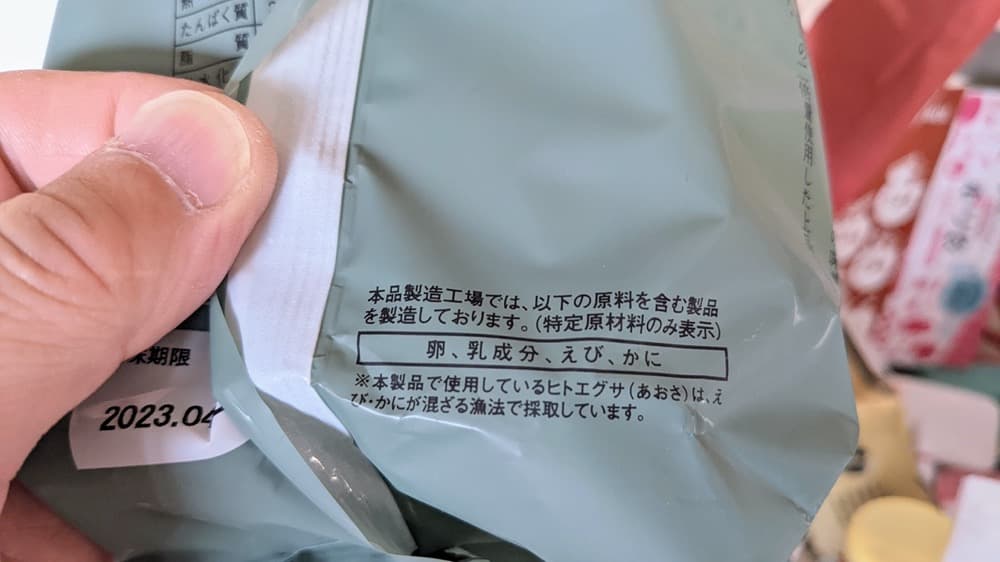 たんぱく質
脂 質
本品製造工場では、以下の原料を含む製品
を製造しております。(特定原材料のみ表示)
卵、乳成分、えび、かに
※本製品で使用しているヒトエグサ(あおさ)は、え
び・かにが混ざる漁法で採取しています。
味期限
2023.04